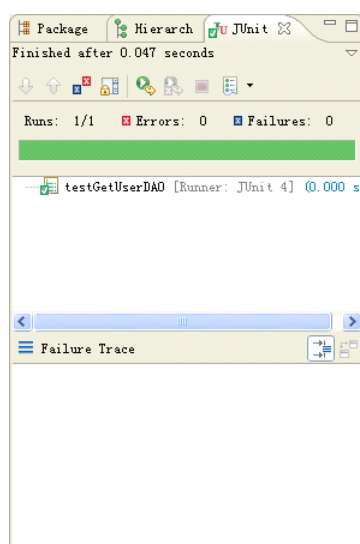 Package Hierarch JUnit
Finished after 0.047 seconds
Runs: 1/1 Errors: 0 Failures: 0
testGetUserDAO [Runner: JUnit 4] (0.000 s
Failure Trace